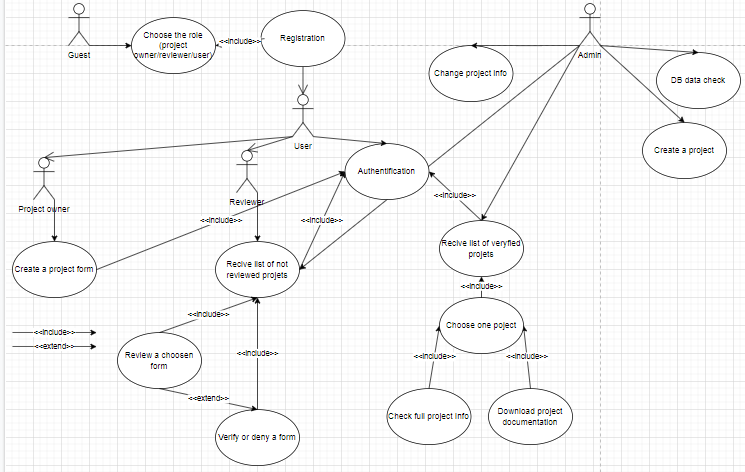 Choose the role
(project
owner/reviewer/user)
<<include>>
Registration
Guest
Admin
Change project info
DB data check
Create a project
User
Authentification
Project owner
Reviewer
<<include>>
<<include>>
<<include>>
Create a project form
Recive list of not
reviewed projets
Recive list of veryfied
projets
<<include>>
<<include>>
Choose one poject
<<include>>
<<extend>>
Review a choosen
form
<<include>>
<<include>>
<<include>>
<<extend>>
Check full project info
Download project
documentation
Verify or deny a form